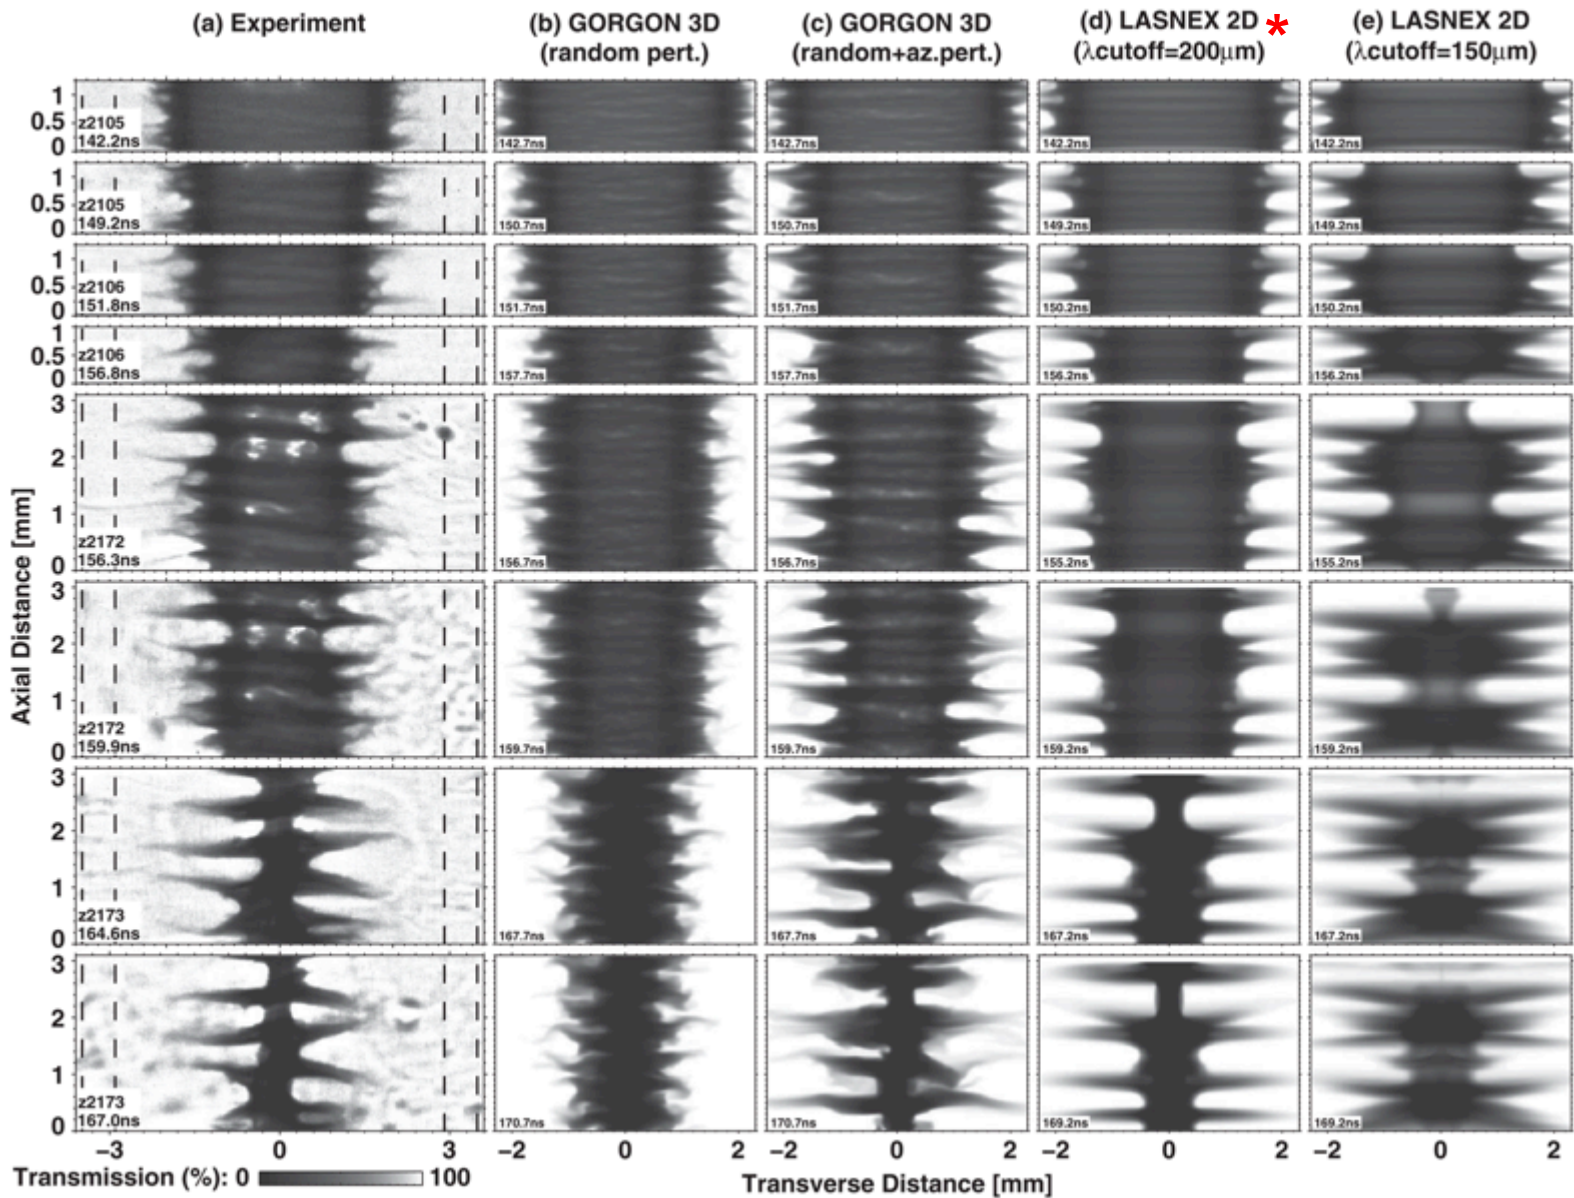 (a) Experiment
(b) GORGON 3D
(random pert.)
(c) GORGON 3D
(random+az.pert.)
(d) LASNEX 2D *
(λcutoff=200μm)
(e) LASNEX 2D
(λcutoff=150μm)
1
0.5
0
z2105
142.2ns
142.7ns
142.7ns
142.2ns
142.2ns
1
0.5
0
z2105
149.2ns
150.7ns
150.7ns
149.2ns
149.2ns
1
0.5
0
z2106
151.8ns
151.7ns
151.7ns
150.2ns
150.2ns
1
0.5
0
z2106
156.8ns
157.7ns
157.7ns
156.2ns
156.2ns
3
2
1
0
z2172
156.3ns
156.7ns
156.7ns
155.2ns
155.2ns
3
2
1
0
z2172
159.9ns
159.7ns
159.7ns
159.2ns
159.2ns
3
2
1
0
z2173
164.6ns
167.7ns
167.7ns
167.2ns
167.2ns
3
2
1
0
z2173
167.0ns
170.7ns
170.7ns
169.2ns
169.2ns
Axial Distance [mm]
−3 0 3
−2 0 2
−2 0 2
−2 0 2
−2 0 2
Transmission (%): 0 100
Transverse Distance [mm]